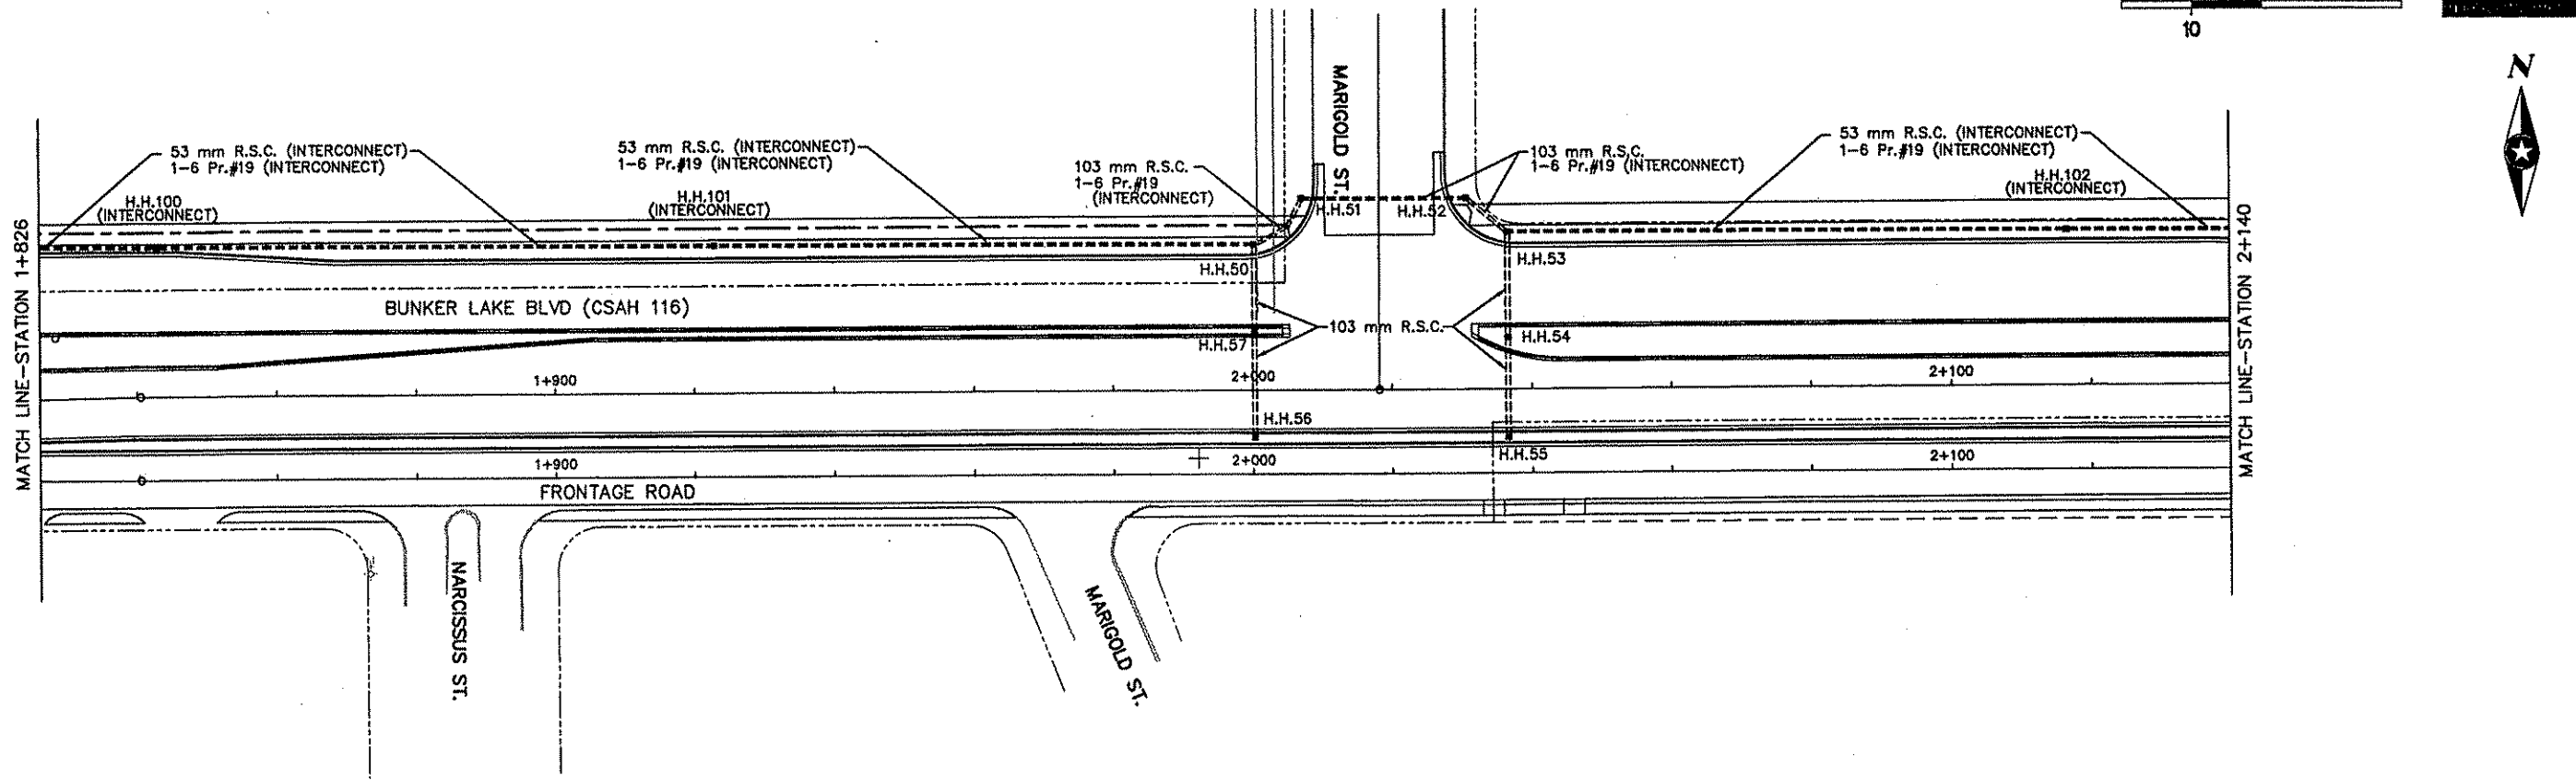 10
N
MARIGOLD ST.
53 mm R.S.C. (INTERCONNECT)
1-6 Pr.#19 (INTERCONNECT)
53 mm R.S.C. (INTERCONNECT)
1-6 Pr.#19 (INTERCONNECT)
103 mm R.S.C.
1-6 Pr.#19
(INTERCONNECT)
103 mm R.S.C.
1-6 Pr.#19 (INTERCONNECT)
53 mm R.S.C. (INTERCONNECT)
1-6 Pr.#19 (INTERCONNECT)
H.H.100
(INTERCONNECT)
H.H.101
(INTERCONNECT)
H.H.51
H.H.52
H.H.102
(INTERCONNECT)
MATCH LINE-STATION 1+826
H.H.50
H.H.53
MATCH LINE-STATION 2+140
BUNKER LAKE BLVD (CSAH 116)
103 mm R.S.C.
H.H.57
H.H.54
1+900
2+000
2+100
H.H.56
H.H.55
1+900
2+000
2+100
FRONTAGE ROAD
NARCISSUS ST.
MARIGOLD ST.